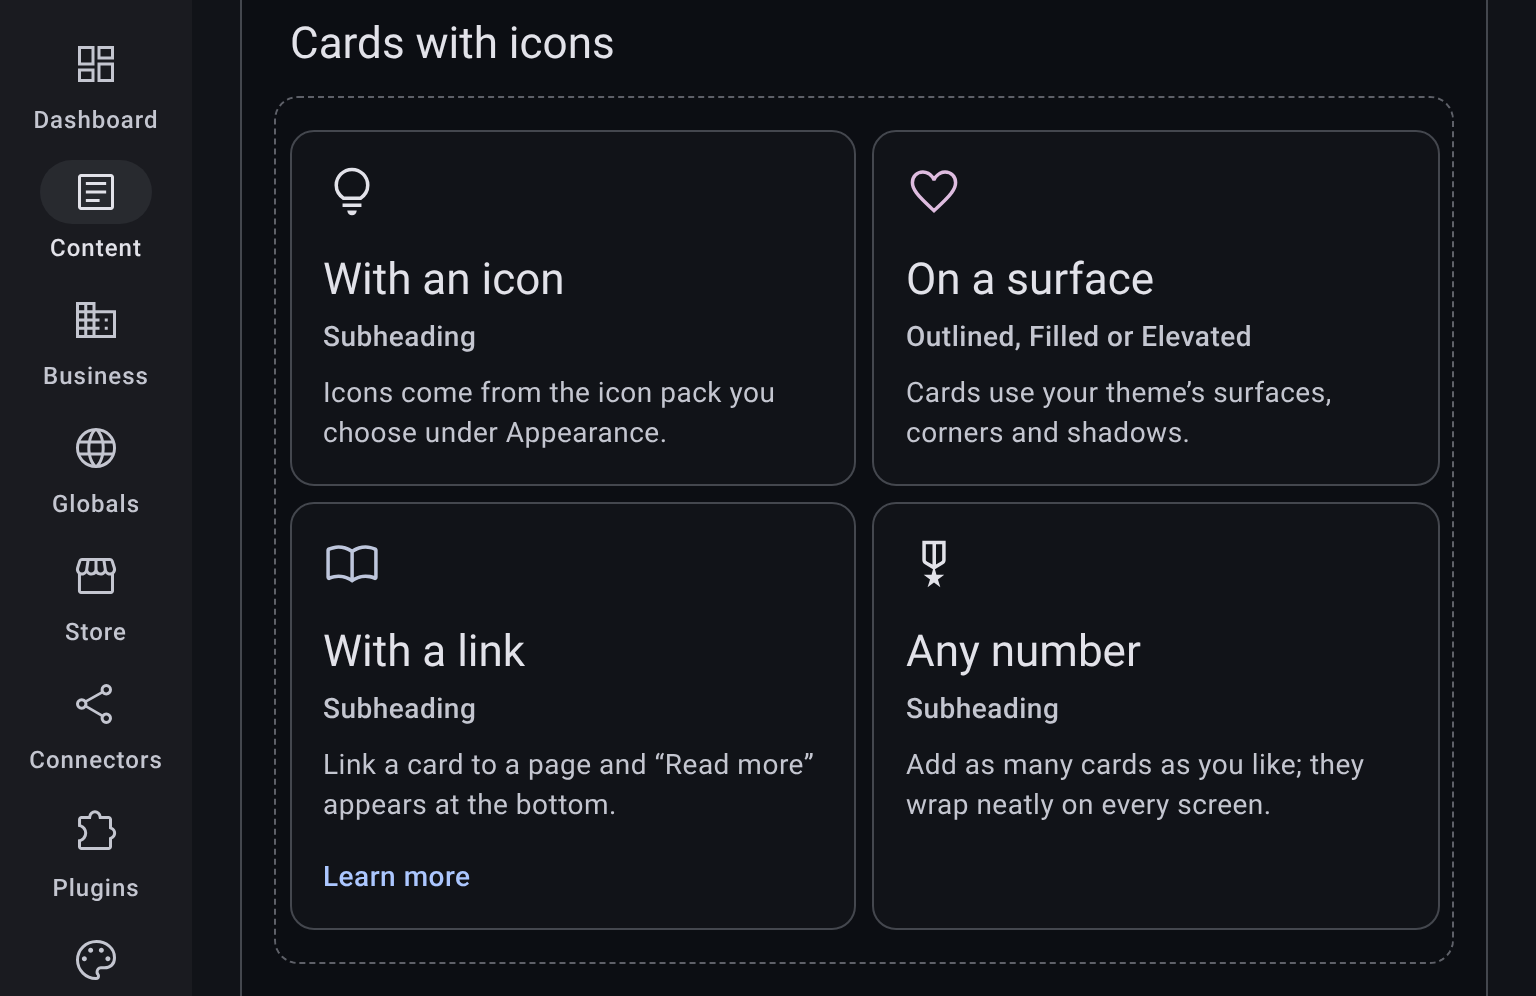 Dashboard
Content
Business
Globals
Store
Connectors
Plugins
Cards with icons
With an icon
Subheading
Icons come from the icon pack you
choose under Appearance.
On a surface
Outlined, Filled or Elevated
Cards use your theme’s surfaces,
corners and shadows.
With a link
Subheading
Link a card to a page and “Read more”
appears at the bottom.
Learn more
Any number
Subheading
Add as many cards as you like; they
wrap neatly on every screen.